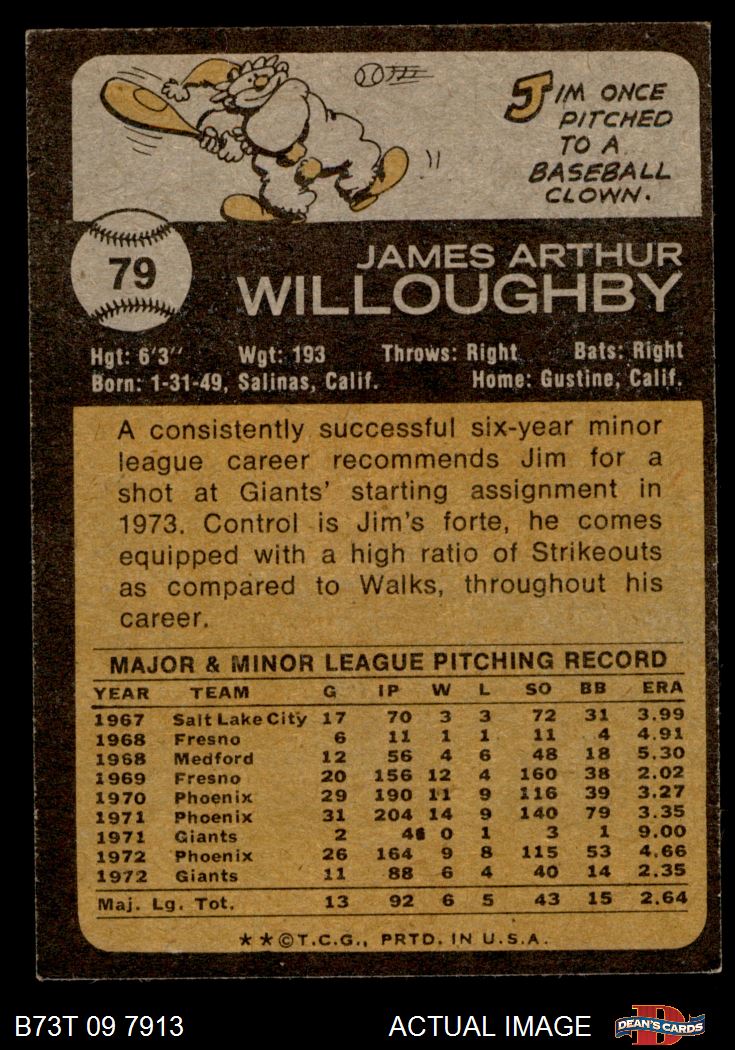 JIM ONCE
PITCHED
TO A
BASEBALL
CLOWN.
79
JAMES ARTHUR
WILLOUGHBY
Hgt: 6'3" Wgt: 193 Throws: Right Bats: Right
Born: 1-31-49, Salinas, Calif. Home: Gustine, Calif.
A consistently successful six-year minor
league career recommends Jim for a
shot at Giants' starting assignment in
1973. Control is Jim's forte, he comes
equipped with a high ratio of Strikeouts
as compared to Walks, throughout his
career.
MAJOR & MINOR LEAGUE PITCHING RECORD
YEAR TEAM G IP W L SO BB ERA
1967 Salt Lake City 17 70 3 3 72 31 3.99
1968 Fresno 6 11 1 1 11 4 4.91
1968 Medford 12 56 4 6 48 18 5.30
1969 Fresno 20 156 12 4 160 38 2.02
1970 Phoenix 29 190 11 9 116 39 3.27
1971 Phoenix 31 204 14 9 140 79 3.35
1971 Giants 2 4 0 1 3 1 9.00
1972 Phoenix 26 164 9 8 115 53 4.66
1972 Giants 11 88 6 4 40 14 2.35
Maj. Lg. Tot. 13 92 6 5 43 15 2.64
★★©T.C.G., PRTD. IN U.S.A.
B73T 09 7913 ACTUAL IMAGE DEAN'S CARDS